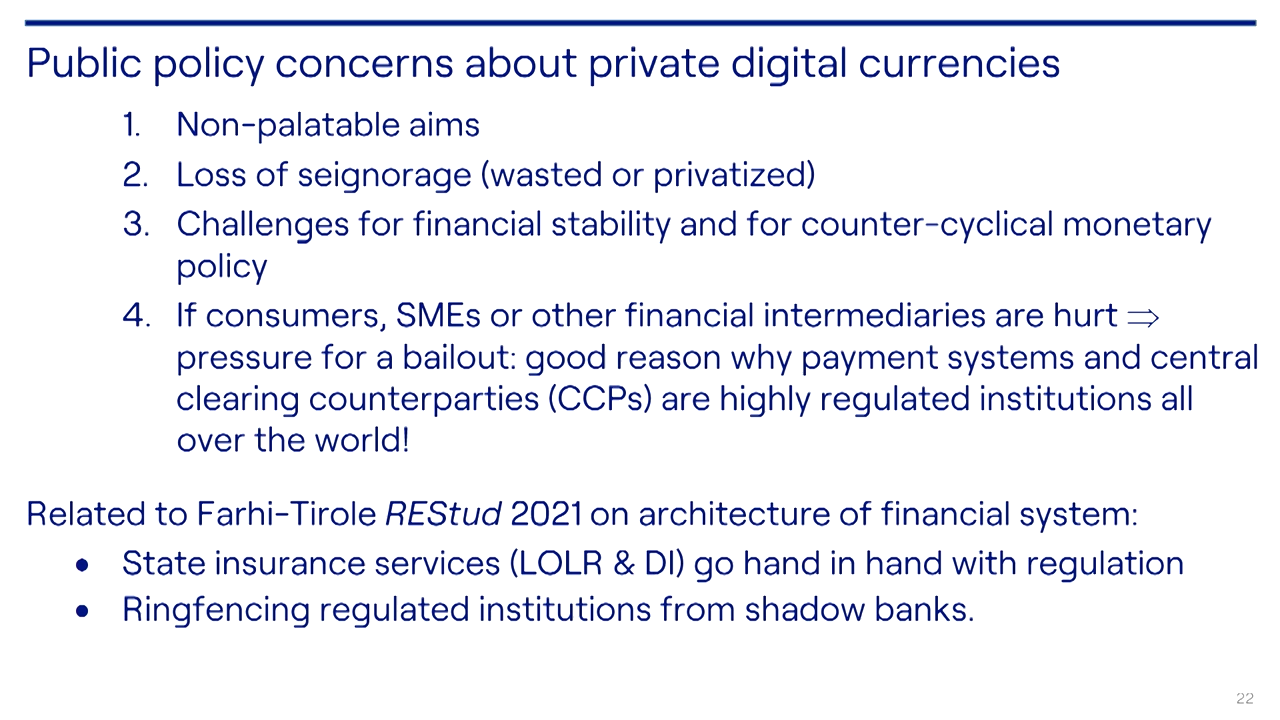 Public policy concerns about private digital currencies
1. Non-palatable aims
2. Loss of seignorage (wasted or privatized)
3. Challenges for financial stability and for counter-cyclical monetary
policy
4. If consumers, SMEs or other financial intermediaries are hurt ⇒
pressure for a bailout: good reason why payment systems and central
clearing counterparties (CCPs) are highly regulated institutions all
over the world!
Related to Farhi-Tirole REStud 2021 on architecture of financial system:
• State insurance services (LOLR & DI) go hand in hand with regulation
• Ringfencing regulated institutions from shadow banks.
22